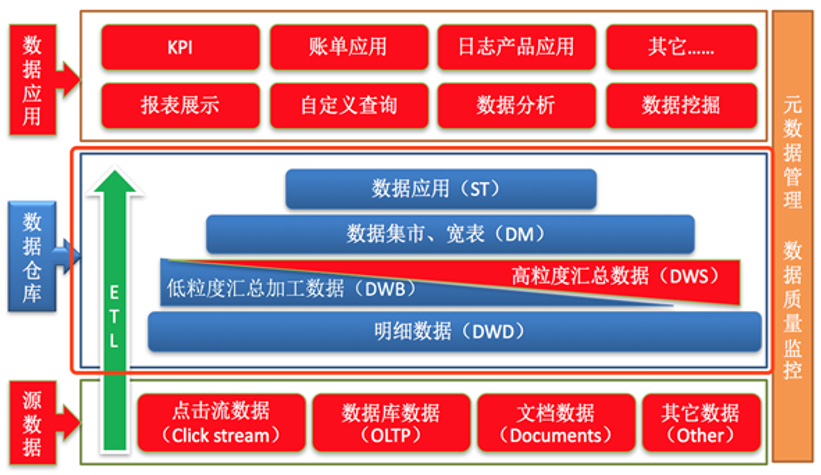 数据应用
KPI
账单应用
日志产品应用
其它......
报表展示
自定义查询
数据分析
数据挖掘
数据仓库
ETL
数据应用（ST）
数据集市、宽表（DM）
高粒度汇总数据（DWS）
低粒度汇总加工数据（DWB）
明细数据（DWD）
源数据
点击流数据
（Click stream）
数据库数据
（OLTP）
文档数据
（Documents）
其它数据
（Other）
元数据管理
数据质量监控